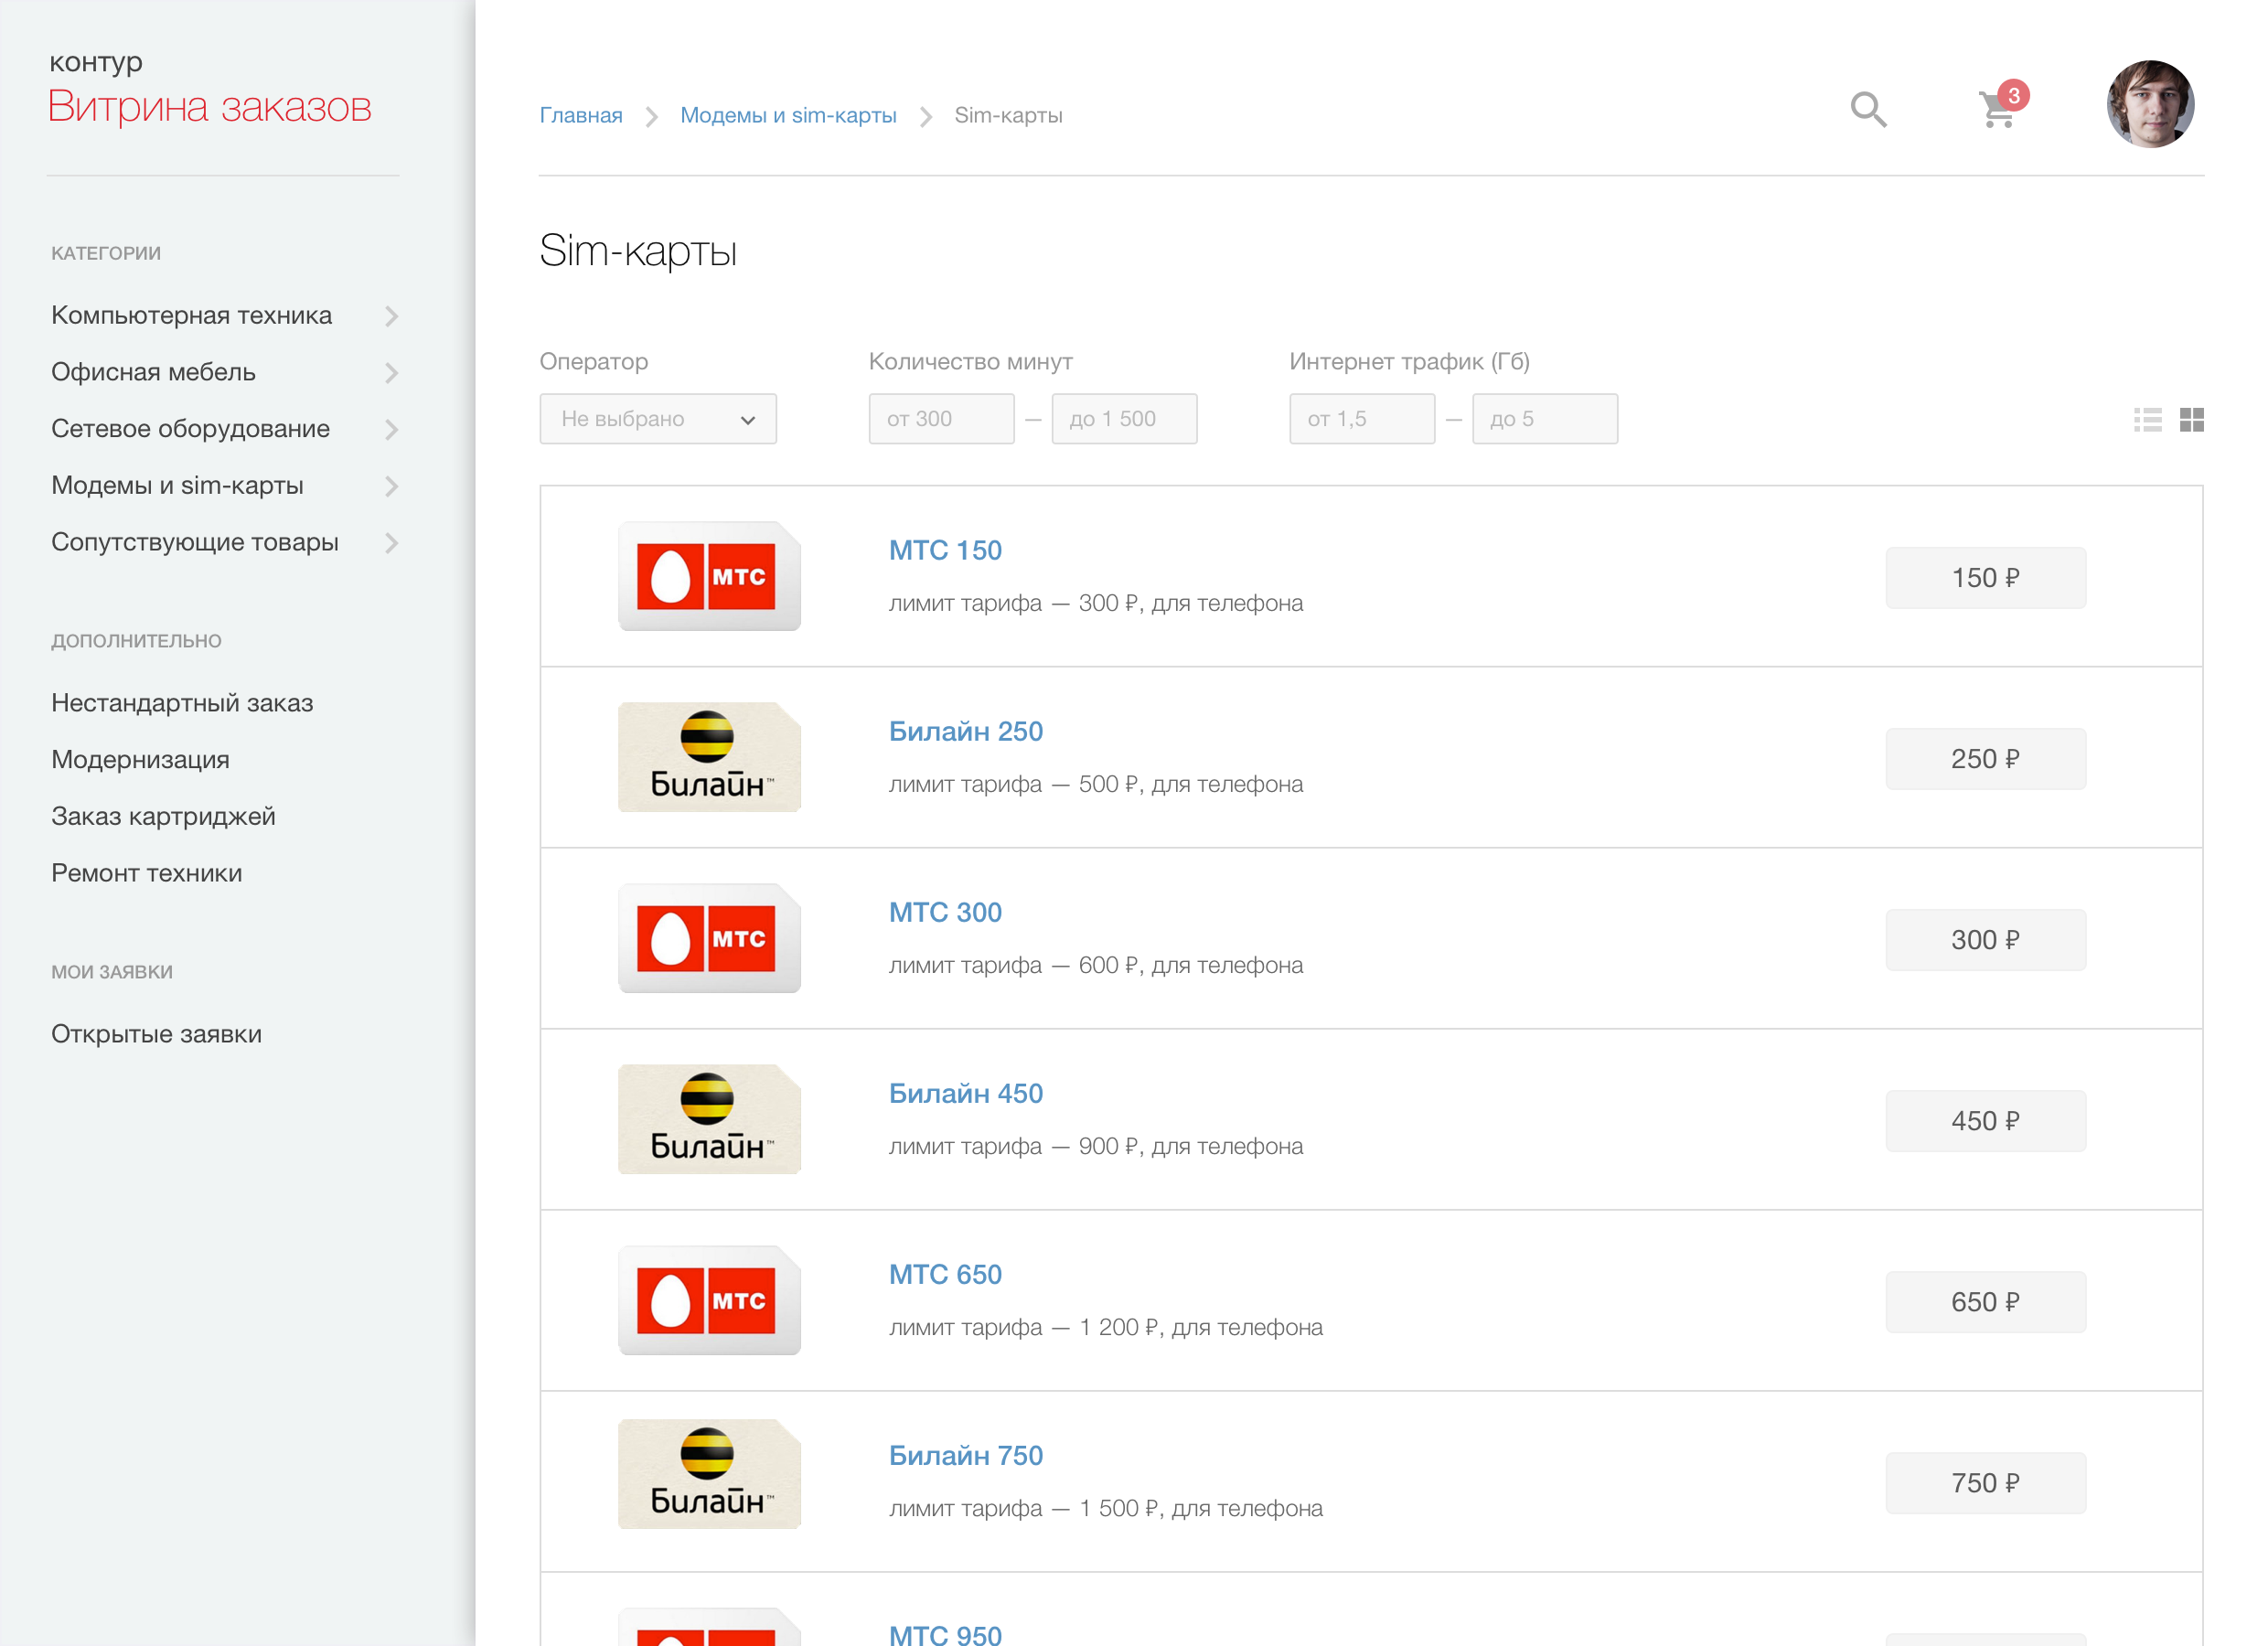 контур
Витрина заказов
КАТЕГОРИИ
Компьютерная техника
Офисная мебель
Сетевое оборудование
Модемы и sim-карты
Сопутствующие товары
ДОПОЛНИТЕЛЬНО
Нестандартный заказ
Модернизация
Заказ картриджей
Ремонт техники
МОИ ЗАЯВКИ
Открытые заявки
Главная
Модемы и sim-карты
Sim-карты
3
Sim-карты
Оператор
Не выбрано
Количество минут
от 300 — до 1 500
Интернет трафик (Гб)
от 1,5 — до 5
МТС
МТС 150
лимит тарифа — 300 ₽, для телефона
150 ₽
Билайн™
Билайн 250
лимит тарифа — 500 ₽, для телефона
250 ₽
МТС
МТС 300
лимит тарифа — 600 ₽, для телефона
300 ₽
Билайн™
Билайн 450
лимит тарифа — 900 ₽, для телефона
450 ₽
МТС
МТС 650
лимит тарифа — 1 200 ₽, для телефона
650 ₽
Билайн™
Билайн 750
лимит тарифа — 1 500 ₽, для телефона
750 ₽
МТС 950